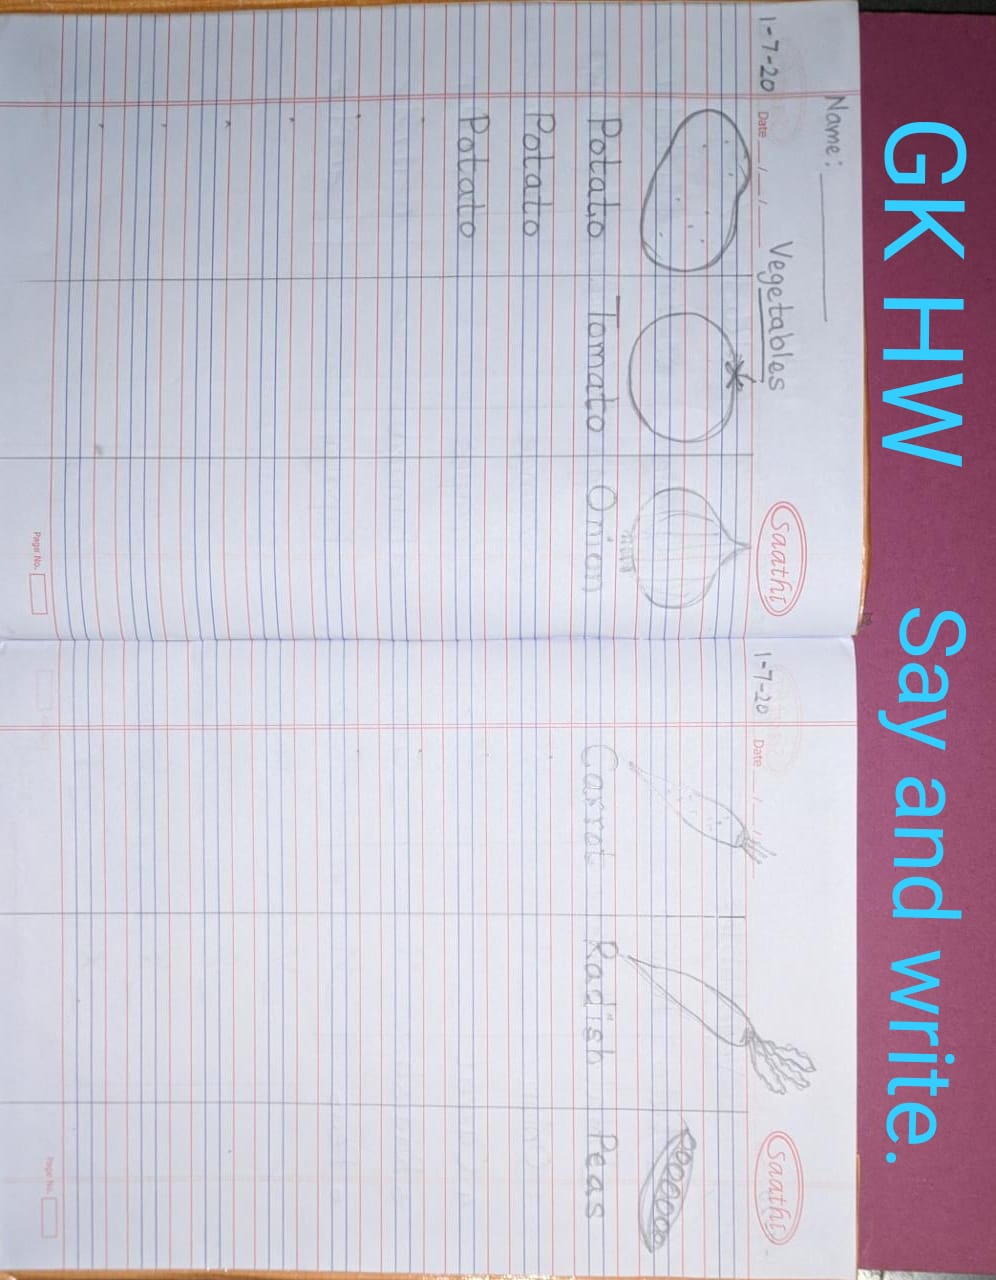 GK HW Say and write.
Name:
1-7-20 Date / / Vegetables Saathi
Potato Tomato Onion
Potato
Potato
Page No.
1-7-20 Date / / Saathi
Carrot Radish Peas
Page No.